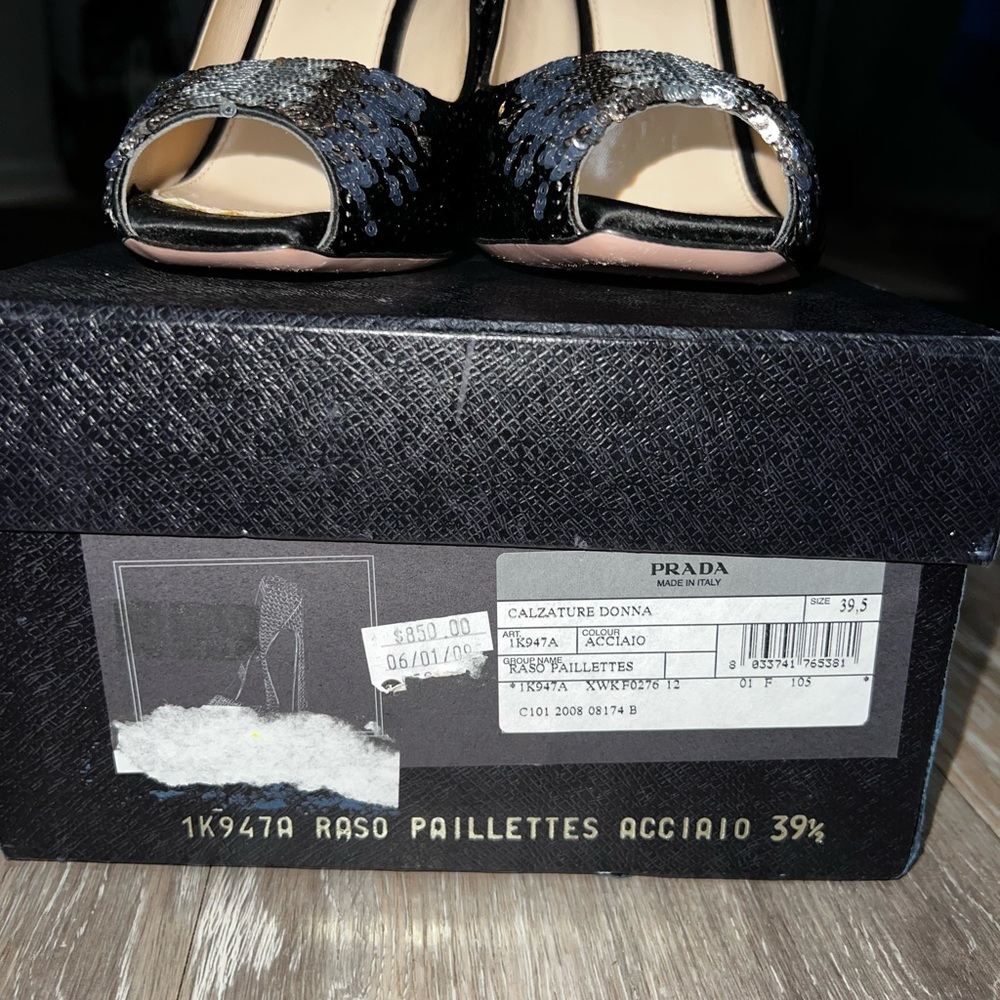 $850.00
06/01/09
PRADA
MADE IN ITALY
CALZATURE DONNA
SIZE 39,5
ART. 1K947A
COLOUR ACCIAIO
GROUP NAME RASO PAILLETTES
8 033741 765381
*1K947A XWKF0276 12 01 F 105 *
C101 2008 08174 B
1K947A RASO PAILLETTES ACCIAIO 39½